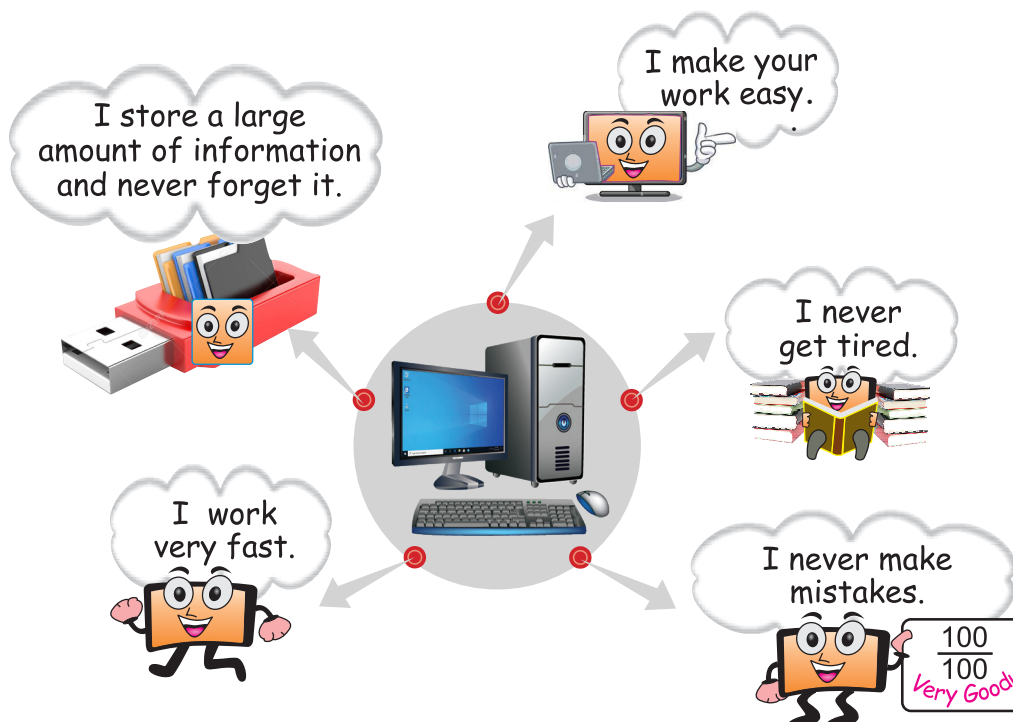 I make your
work easy.
I store a large
amount of information
and never forget it.
I never
get tired.
I work
very fast.
I never make
mistakes.
100
100
Very Good